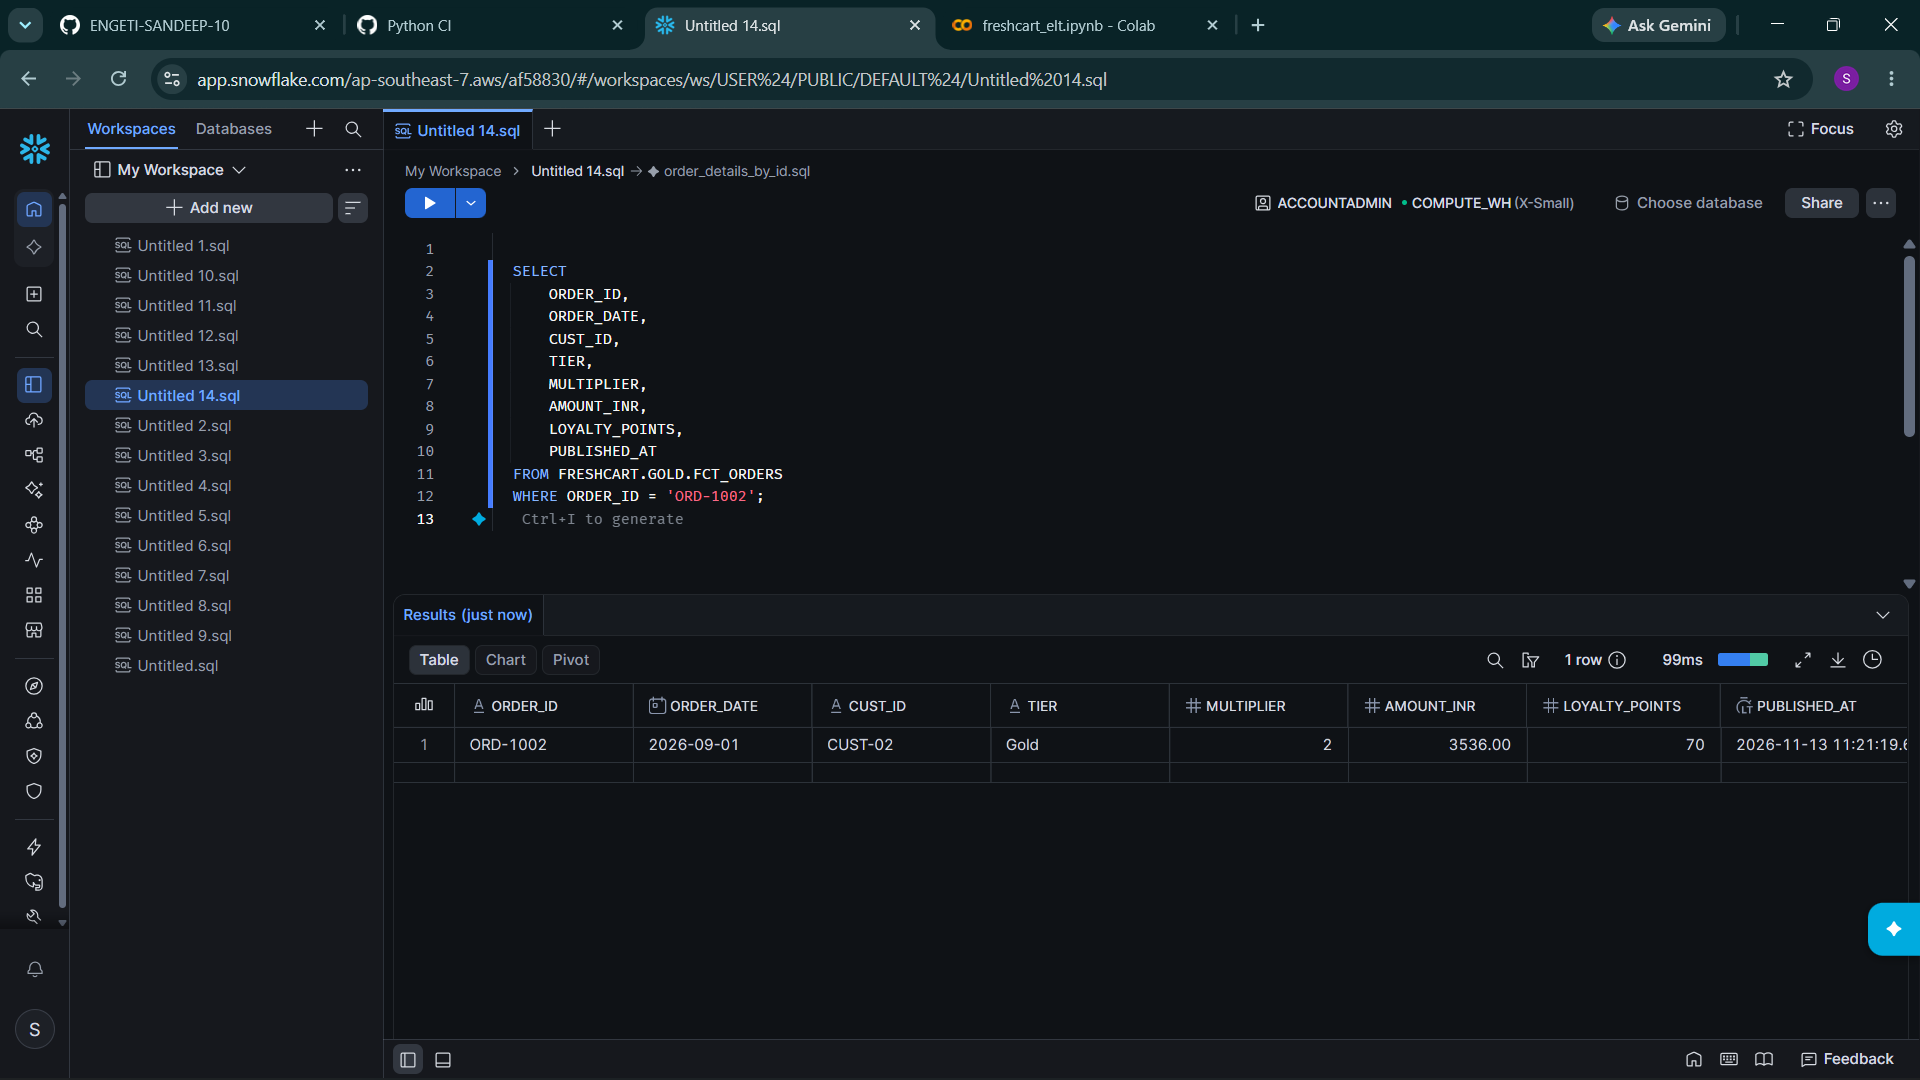 ENGETI-SANDEEP-10
Python CI
Untitled 14.sql
freshcart_elt.ipynb - Colab
Ask Gemini
app.snowflake.com/ap-southeast-7.aws/af58830/#/workspaces/ws/USER%24/PUBLIC/DEFAULT%24/Untitled%2014.sql
S
Workspaces
Databases
Untitled 14.sql
Focus
My Workspace
My Workspace > Untitled 14.sql → order_details_by_id.sql
Add new
ACCOUNTADMIN • COMPUTE_WH (X-Small)
Choose database
Share
Untitled 1.sql
Untitled 10.sql
Untitled 11.sql
Untitled 12.sql
Untitled 13.sql
Untitled 14.sql
Untitled 2.sql
Untitled 3.sql
Untitled 4.sql
Untitled 5.sql
Untitled 6.sql
Untitled 7.sql
Untitled 8.sql
Untitled 9.sql
Untitled.sql
1
2 SELECT
3 ORDER_ID,
4 ORDER_DATE,
5 CUST_ID,
6 TIER,
7 MULTIPLIER,
8 AMOUNT_INR,
9 LOYALTY_POINTS,
10 PUBLISHED_AT
11 FROM FRESHCART.GOLD.FCT_ORDERS
12 WHERE ORDER_ID = 'ORD-1002';
13 Ctrl+I to generate
Results (just now)
Table Chart Pivot
1 row
99ms
ORDER_ID ORDER_DATE CUST_ID TIER MULTIPLIER AMOUNT_INR LOYALTY_POINTS PUBLISHED_AT
1 ORD-1002 2026-09-01 CUST-02 Gold 2 3536.00 70 2026-11-13 11:21:19.6
S
Feedback